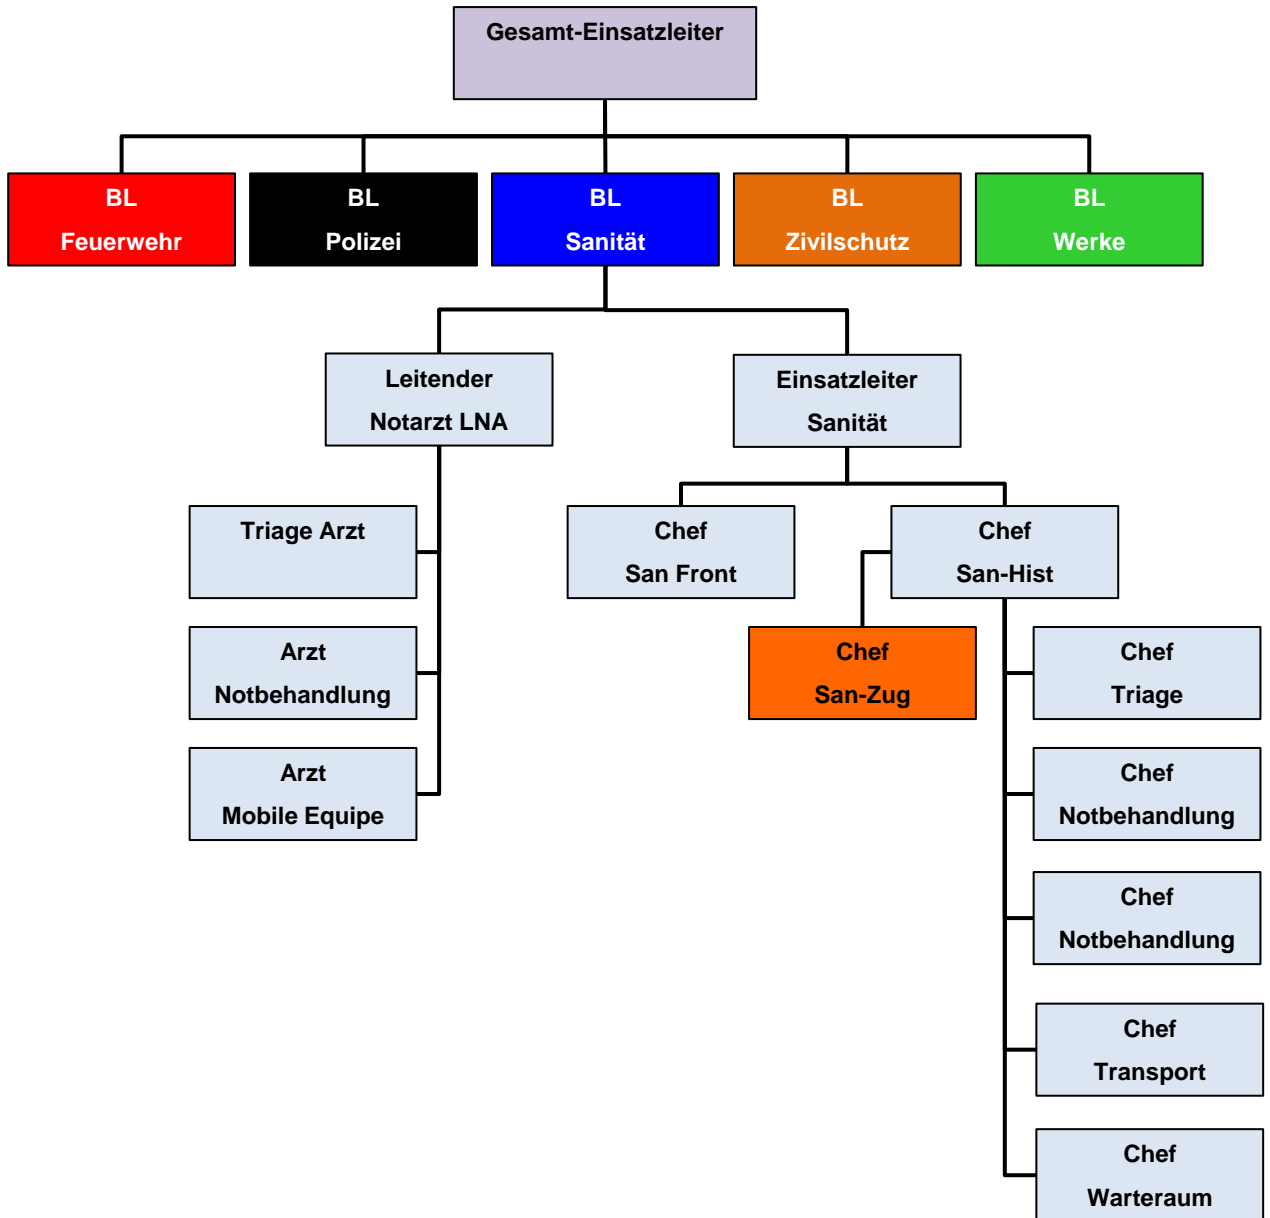 Gesamt-Einsatzleiter
BL
Feuerwehr
BL
Polizei
BL
Sanität
BL
Zivilschutz
BL
Werke
Leitender
Notarzt LNA
Einsatzleiter
Sanität
Triage Arzt
Arzt
Notbehandlung
Arzt
Mobile Equipe
Chef
San Front
Chef
San-Hist
Chef
San-Zug
Chef
Triage
Chef
Notbehandlung
Chef
Notbehandlung
Chef
Transport
Chef
Warteraum